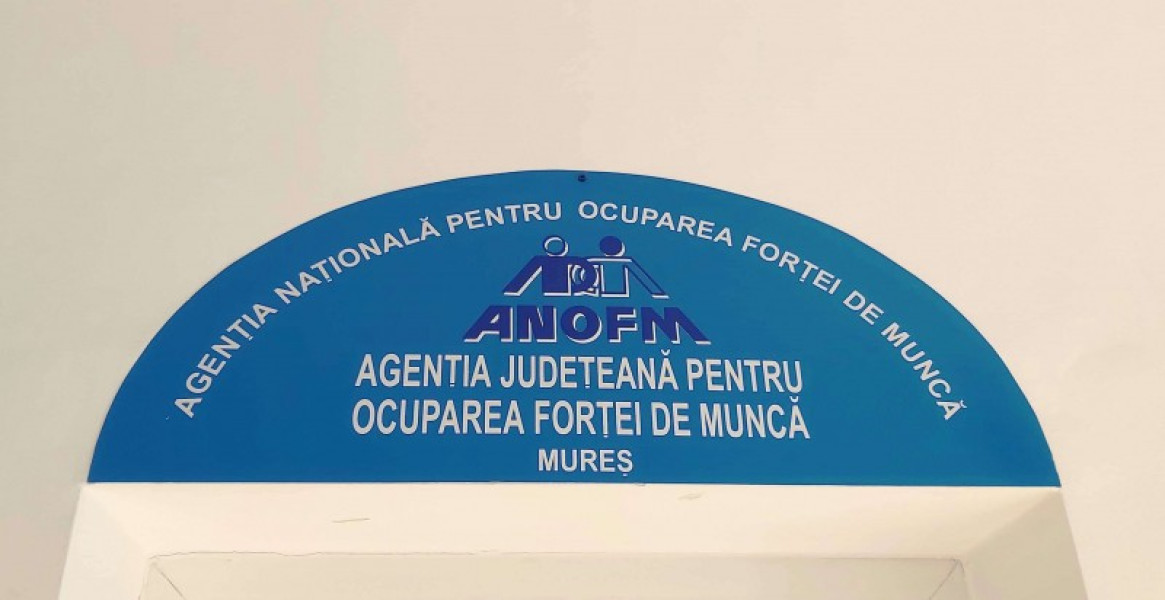 AGENȚIA NAȚIONALĂ PENTRU OCUPAREA FORȚEI DE MUNCĂ
ANOFM
AGENȚIA JUDEȚEANĂ PENTRU
OCUPAREA FORȚEI DE MUNCĂ
MUREȘ